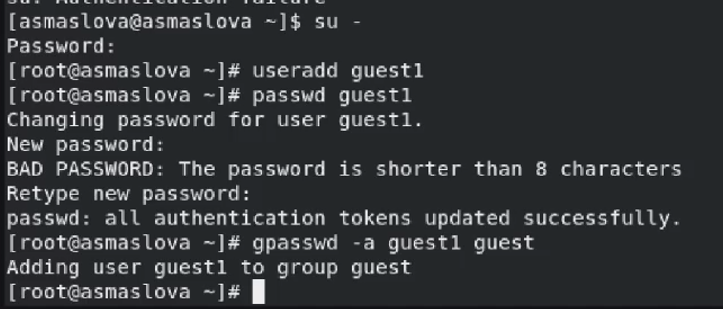 su: Authentication failure
[asmaslova@asmaslova ~]$ su -
Password:
[root@asmaslova ~]# useradd guest1
[root@asmaslova ~]# passwd guest1
Changing password for user guest1.
New password:
BAD PASSWORD: The password is shorter than 8 characters
Retype new password:
passwd: all authentication tokens updated successfully.
[root@asmaslova ~]# gpasswd -a guest1 guest
Adding user guest1 to group guest
[root@asmaslova ~]#